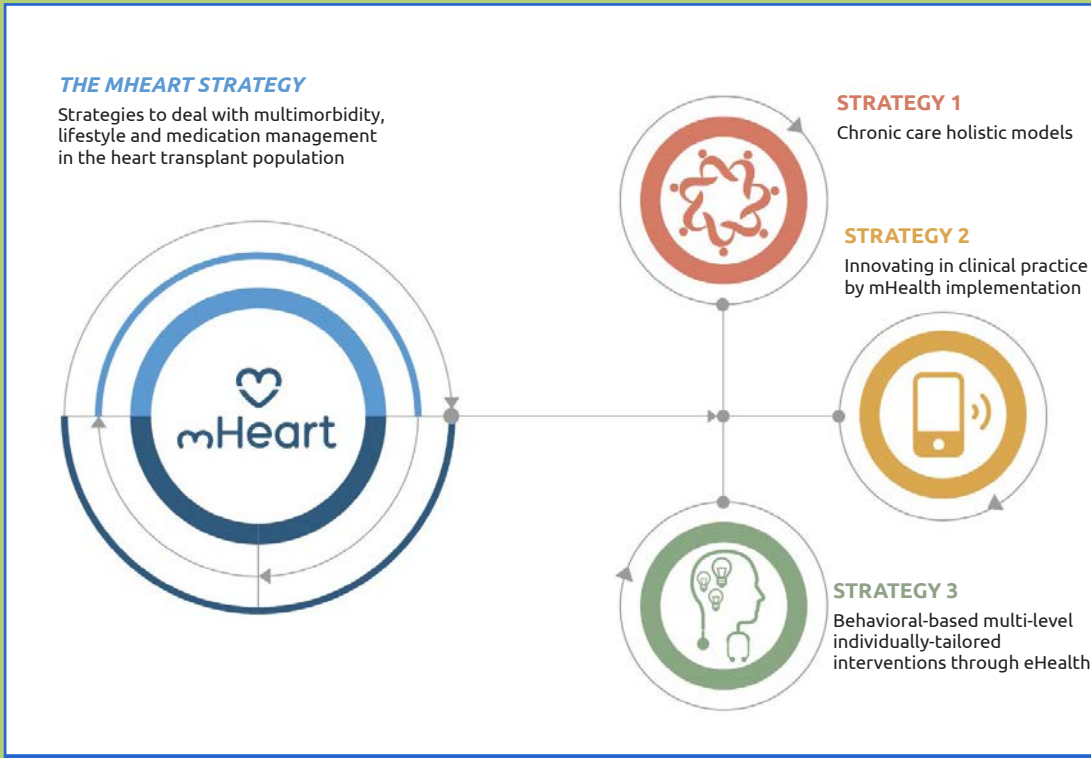 THE MHEART STRATEGY
Strategies to deal with multimorbidity,
lifestyle and medication management
in the heart transplant population
mHeart
STRATEGY 1
Chronic care holistic models
STRATEGY 2
Innovating in clinical practice
by mHealth implementation
STRATEGY 3
Behavioral-based multi-level
individually-tailored
interventions through eHealth